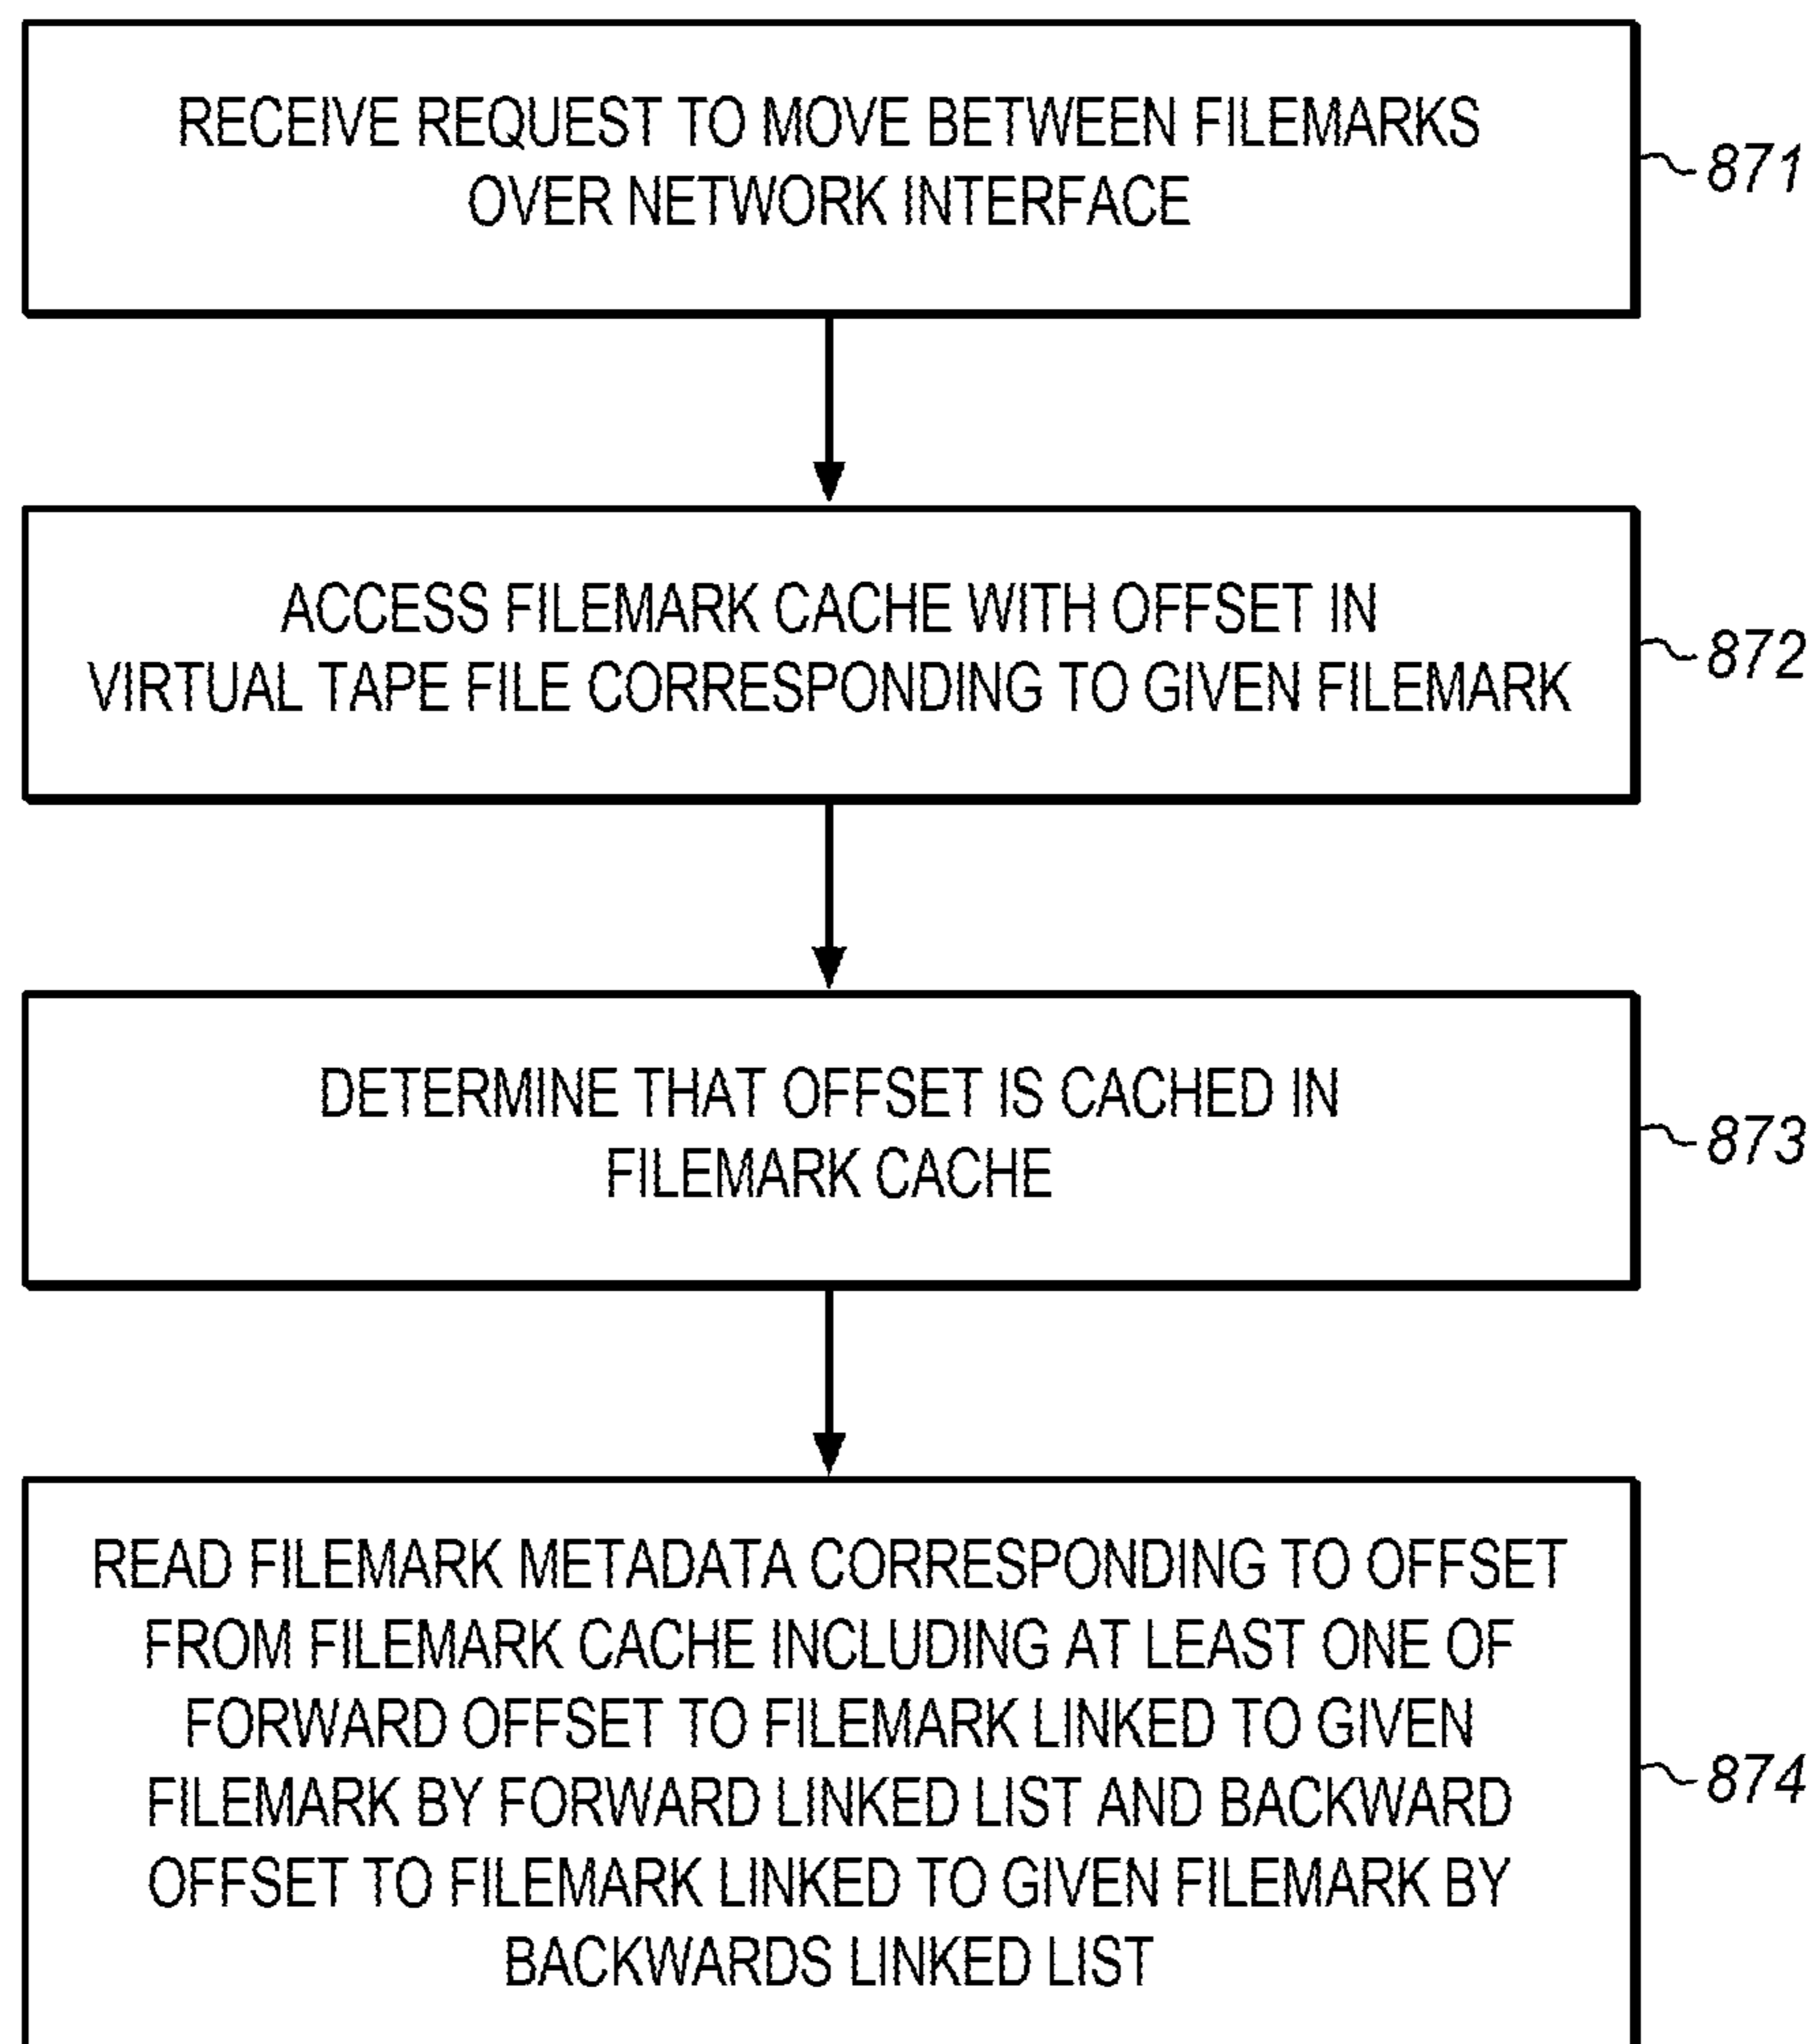 RECEIVE REQUEST TO MOVE BETWEEN FILEMARKS
OVER NETWORK INTERFACE
871
ACCESS FILEMARK CACHE WITH OFFSET IN
VIRTUAL TAPE FILE CORRESPONDING TO GIVEN FILEMARK
872
DETERMINE THAT OFFSET IS CACHED IN
FILEMARK CACHE
873
READ FILEMARK METADATA CORRESPONDING TO OFFSET
FROM FILEMARK CACHE INCLUDING AT LEAST ONE OF
FORWARD OFFSET TO FILEMARK LINKED TO GIVEN
FILEMARK BY FORWARD LINKED LIST AND BACKWARD
OFFSET TO FILEMARK LINKED TO GIVEN FILEMARK BY
BACKWARDS LINKED LIST
874